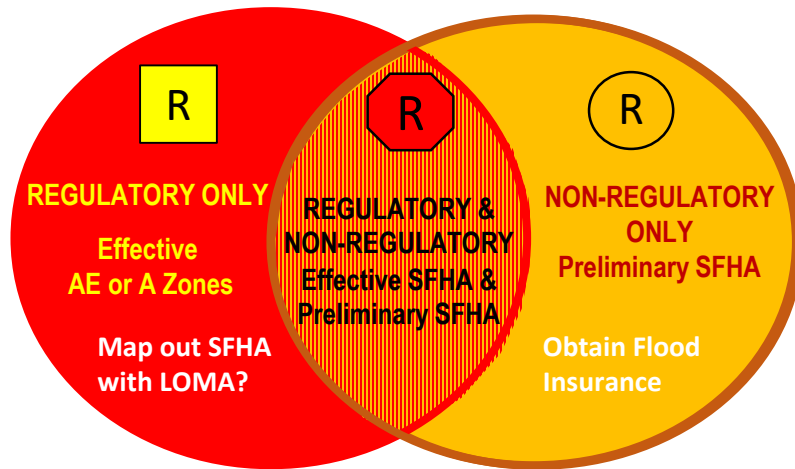 R
REGULATORY ONLY
Effective
AE or A Zones
Map out SFHA
with LOMA?
R
REGULATORY &
NON-REGULATORY
Effective SFHA &
Preliminary SFHA
R
NON-REGULATORY
ONLY
Preliminary SFHA
Obtain Flood
Insurance